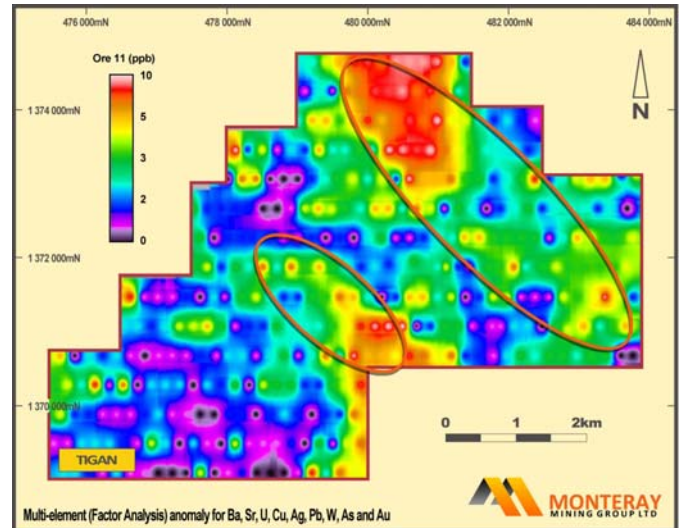 476 000mN 478 000mN 480 000mN 482 000mN 484 000mN
Ore 11 (ppb)
10
5
3
2
0
N
1 374 000mN
1 372 000mN
1 370 000mN
0 1 2km
TIGAN
MONTERAY
MINING GROUP LTD
Multi-element (Factor Analysis) anomaly for Ba, Sr, U, Cu, Ag, Pb, W, As and Au